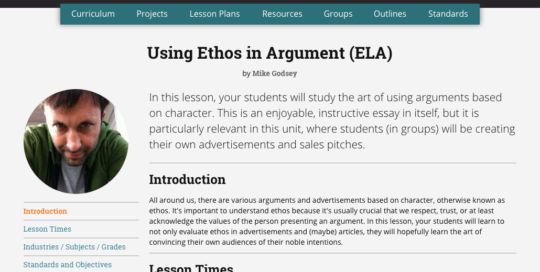 Curriculum Projects Lesson Plans Resources Groups Outlines Standards
Using Ethos in Argument (ELA)
by Mike Godsey
In this lesson, your students will study the art of using arguments based
on character. This is an enjoyable, instructive essay in itself, but it is
particularly relevant in this unit, where students (in groups) will be creating
their own advertisements and sales pitches.
Introduction
All around us, there are various arguments and advertisements based on character, otherwise known as
ethos. It's important to understand ethos because it's usually crucial that we respect, trust, or at least
acknowledge the values of the person presenting an argument. In this lesson, your students will learn to
not only evaluate ethos in advertisements and (maybe) articles, they will hopefully learn the art of
convincing their own audiences of their noble intentions.
Lesson Times
Introduction
Lesson Times
Industries / Subjects / Grades
Standards and Objectives